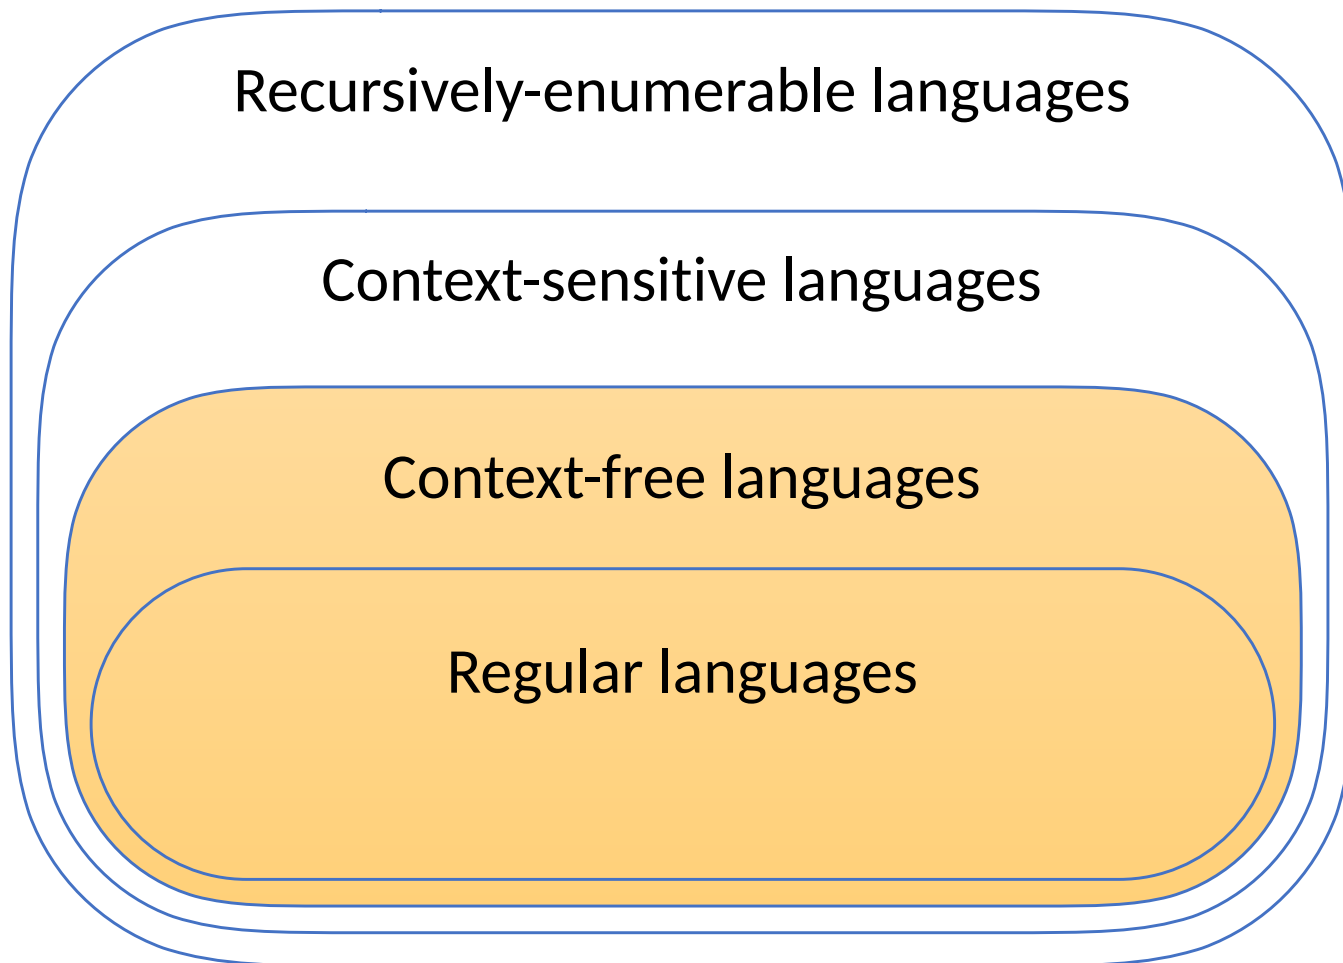 Recursively-enumerable languages
Context-sensitive languages
Context-free languages
Regular languages